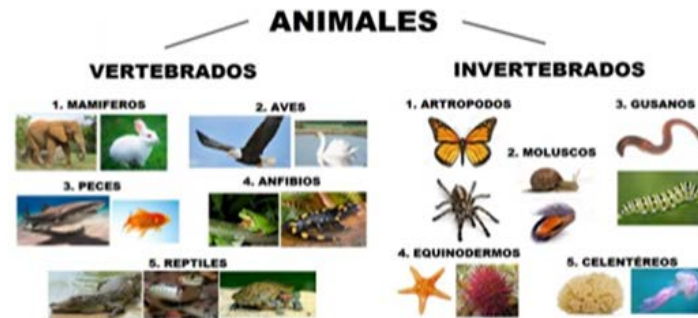 ANIMALES
VERTEBRADOS
1. MAMIFEROS
2. AVES
3. PECES
4. ANFIBIOS
5. REPTILES
INVERTEBRADOS
1. ARTROPODOS
2. MOLUSCOS
3. GUSANOS
4. EQUINODERMOS
5. CELENTÉREOS